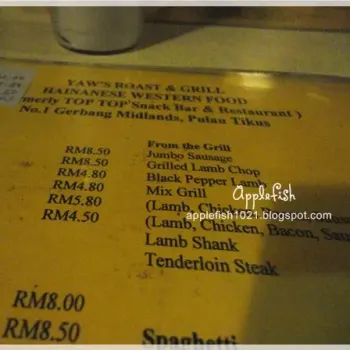 YAW'S ROAST & GRILL
HAINANESE WESTERN FOOD
merly TOP TOP Snack Bar & Restaurant )
No.1 Gerbang Midlands, Pulau Tikus
From the Grill
RM8.50 Jumbo Sausage
RM8.50 Grilled Lamb Chop
RM4.80 Black Pepper Lamb
RM4.80 Mix Grill
RM5.80 (Lamb,
RM4.50 (Lamb, Chicken, Bacon, Sau
Lamb Shank
Tenderloin Steak
Applefish
applefish1021.blogspot.com
RM8.00
RM8.50 Spaghetti